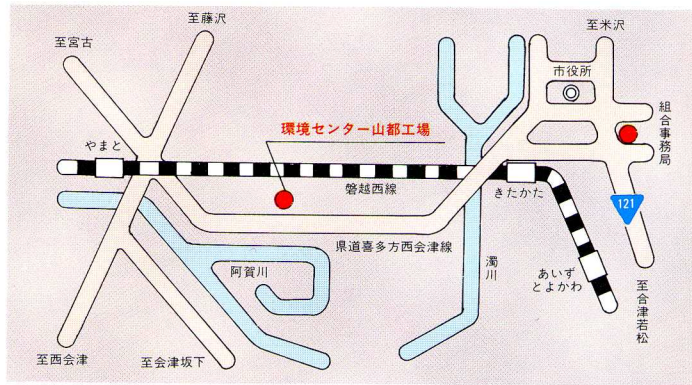 至藤沢
至宮古
至米沢
市役所
組合事務局
環境センター山都工場
やまと
磐越西線
きたかた
121
県道喜多方西会津線
阿賀川
濁川
あいず
とよかわ
至会津若松
至西会津
至会津坂下